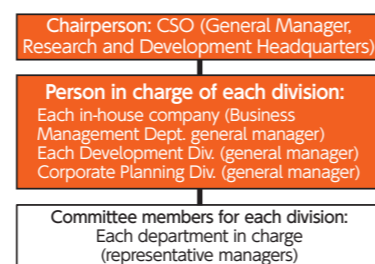 Chairperson: CSO (General Manager,
Research and Development Headquarters)
Person in charge of each division:
Each in-house company (Business
Management Dept. general manager)
Each Development Div. (general manager)
Corporate Planning Div. (general manager)
Committee members for each division:
Each department in charge
(representative managers)